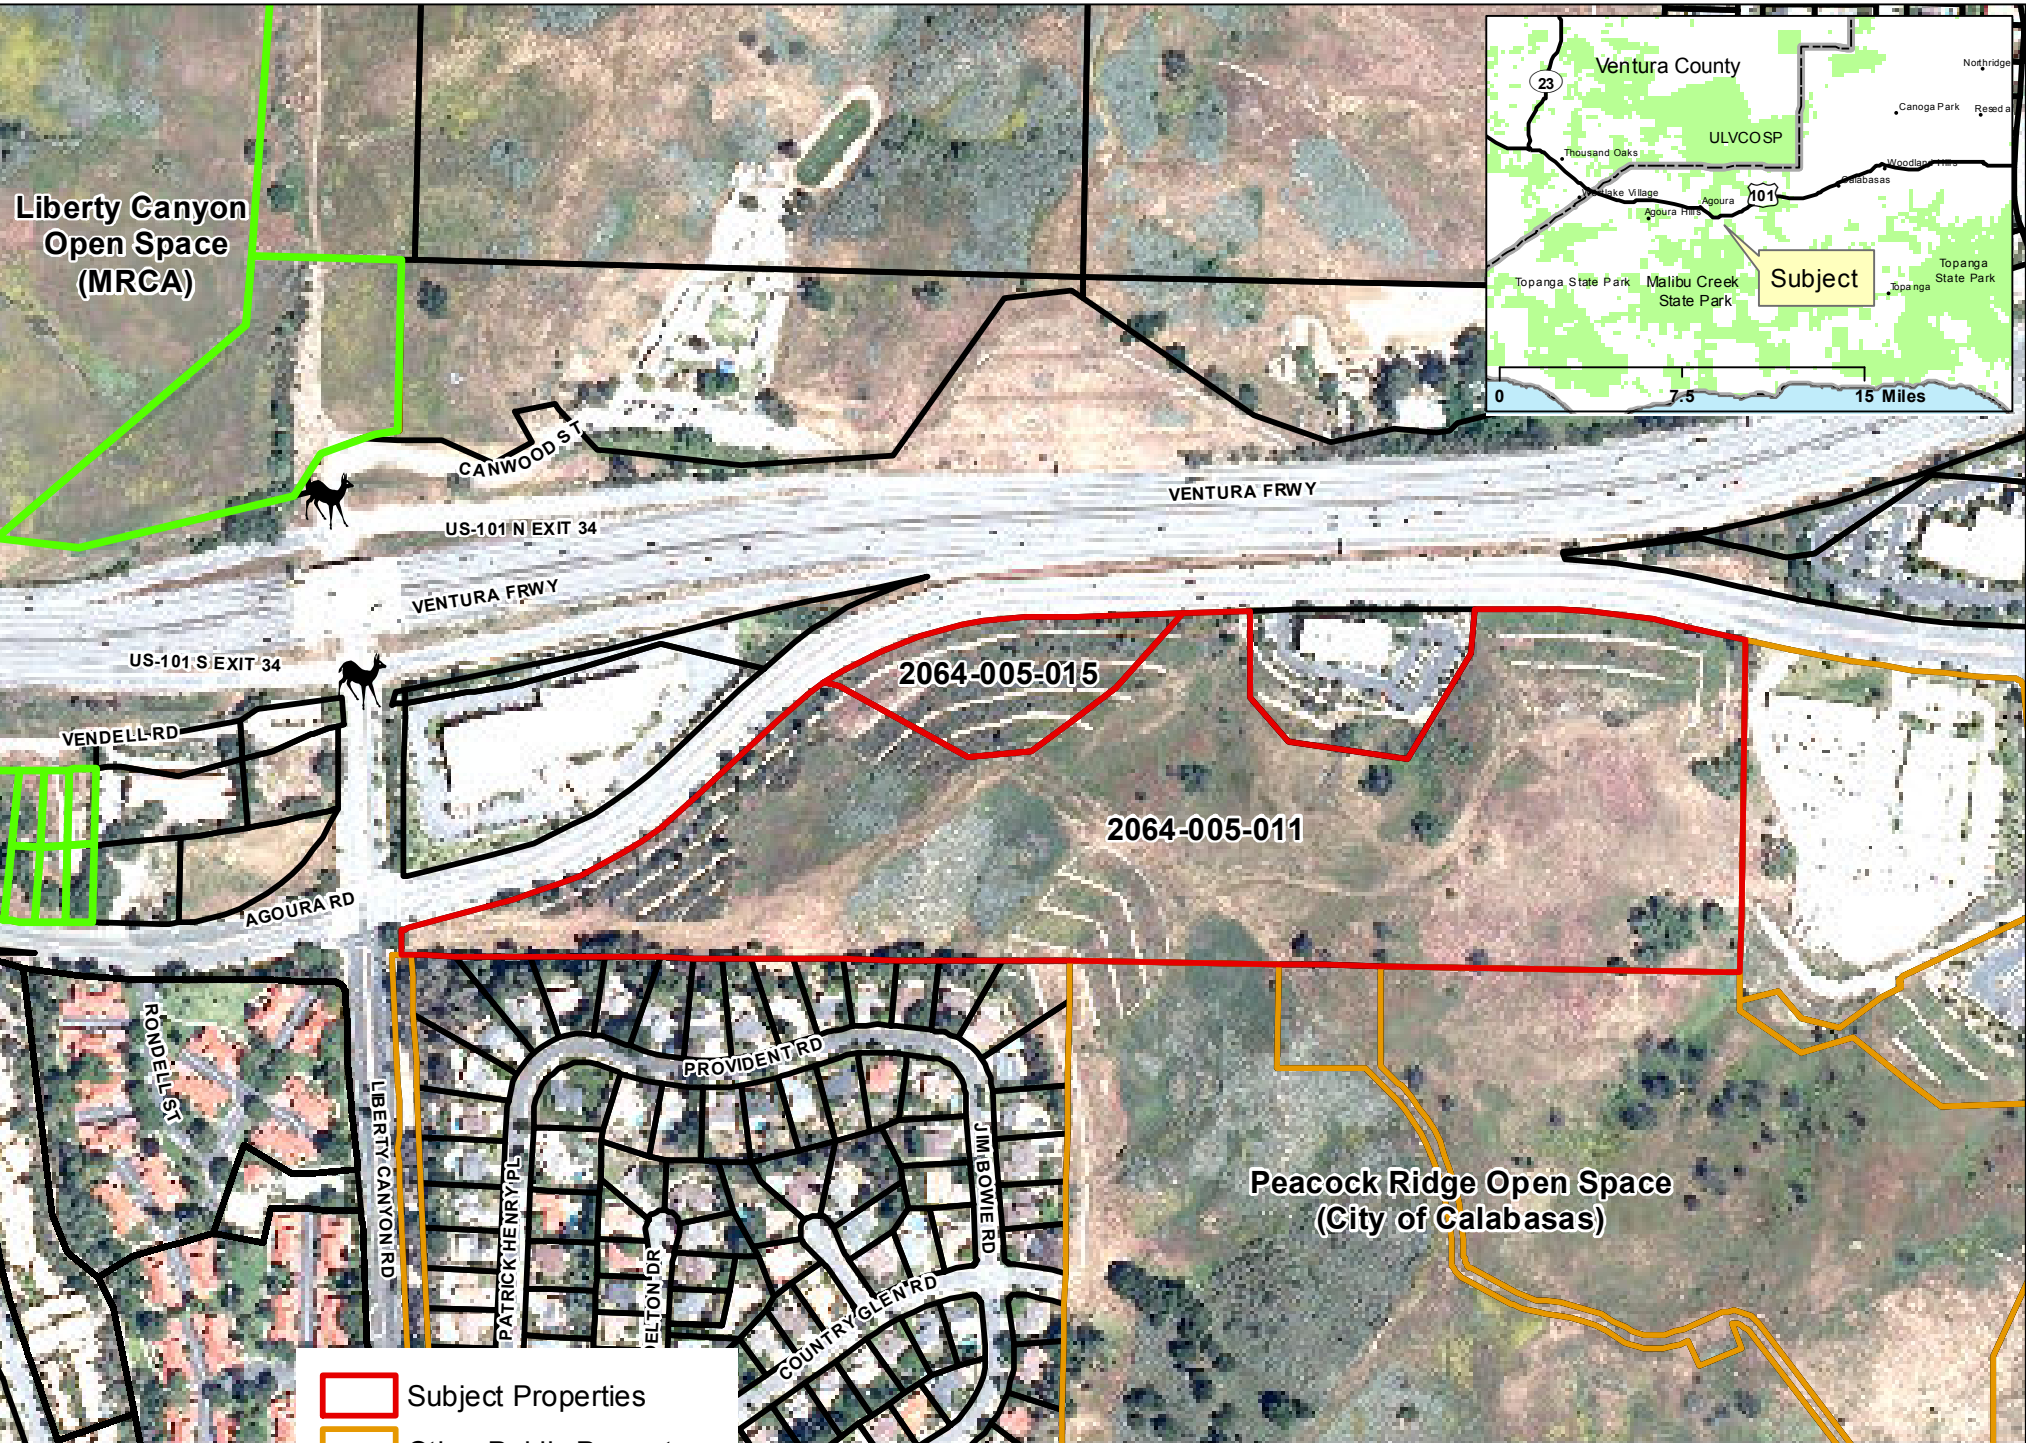 Liberty Canyon
Open Space
(MRCA)
Ventura County
23
Northridge
Canoga Park
Reseda
ULVCOSP
Thousand Oaks
Woodland Hills
Calabasas
Westlake Village
Agoura
101
Agoura Hills
Topanga State Park
Malibu Creek
State Park
Subject
Topanga
State Park
Topanga
0 7.5 15 Miles
CANWOOD ST
VENTURA FRWY
US-101 N EXIT 34
VENTURA FRWY
US-101 S EXIT 34
2064-005-015
VENDELL RD
2064-005-011
AGOURA RD
RONDELL ST
PROVIDENT RD
LIBERTY CANYON RD
JIM BOWIE RD
PATRICK HENRY PL
Peacock Ridge Open Space
(City of Calabasas)
ELTON DR
COUNTRY GLEN RD
Subject Properties